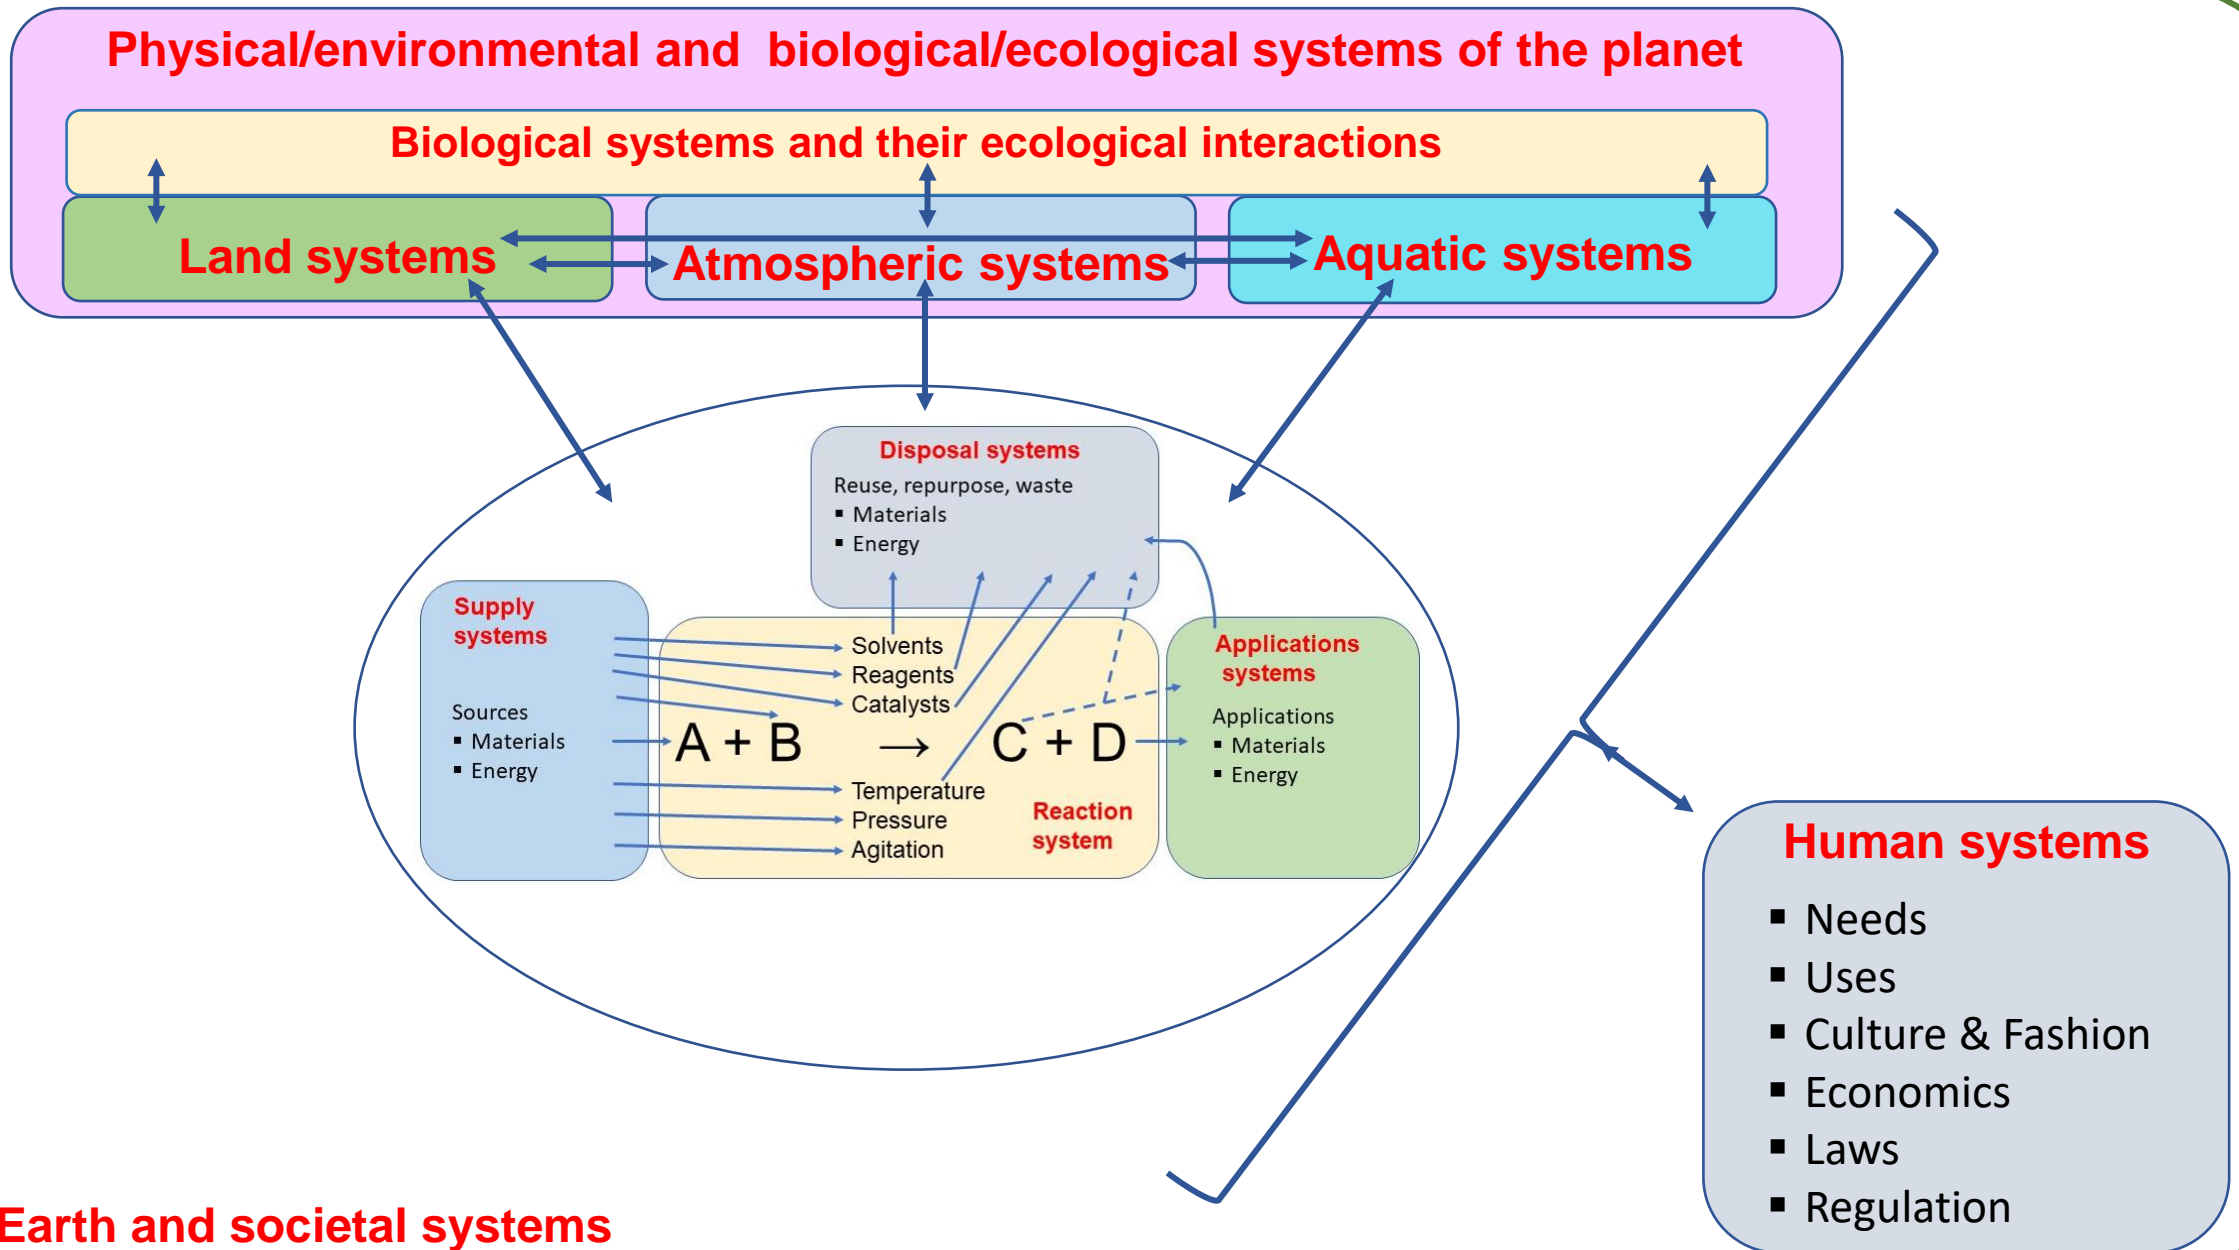 Physical/environmental and  biological/ecological systems of the planet
Biological systems and their ecological interactions
Land systems
Atmospheric systems
Aquatic systems
Disposal systems
Reuse, repurpose, waste
▪ Materials
▪ Energy
Supply
systems
Sources
▪ Materials
▪ Energy
Solvents
Reagents
Catalysts
A + B → C + D
Temperature
Pressure
Agitation
Reaction
system
Applications
systems
Applications
▪ Materials
▪ Energy
Human systems
▪ Needs
▪ Uses
▪ Culture & Fashion
▪ Economics
▪ Laws
▪ Regulation
Earth and societal systems